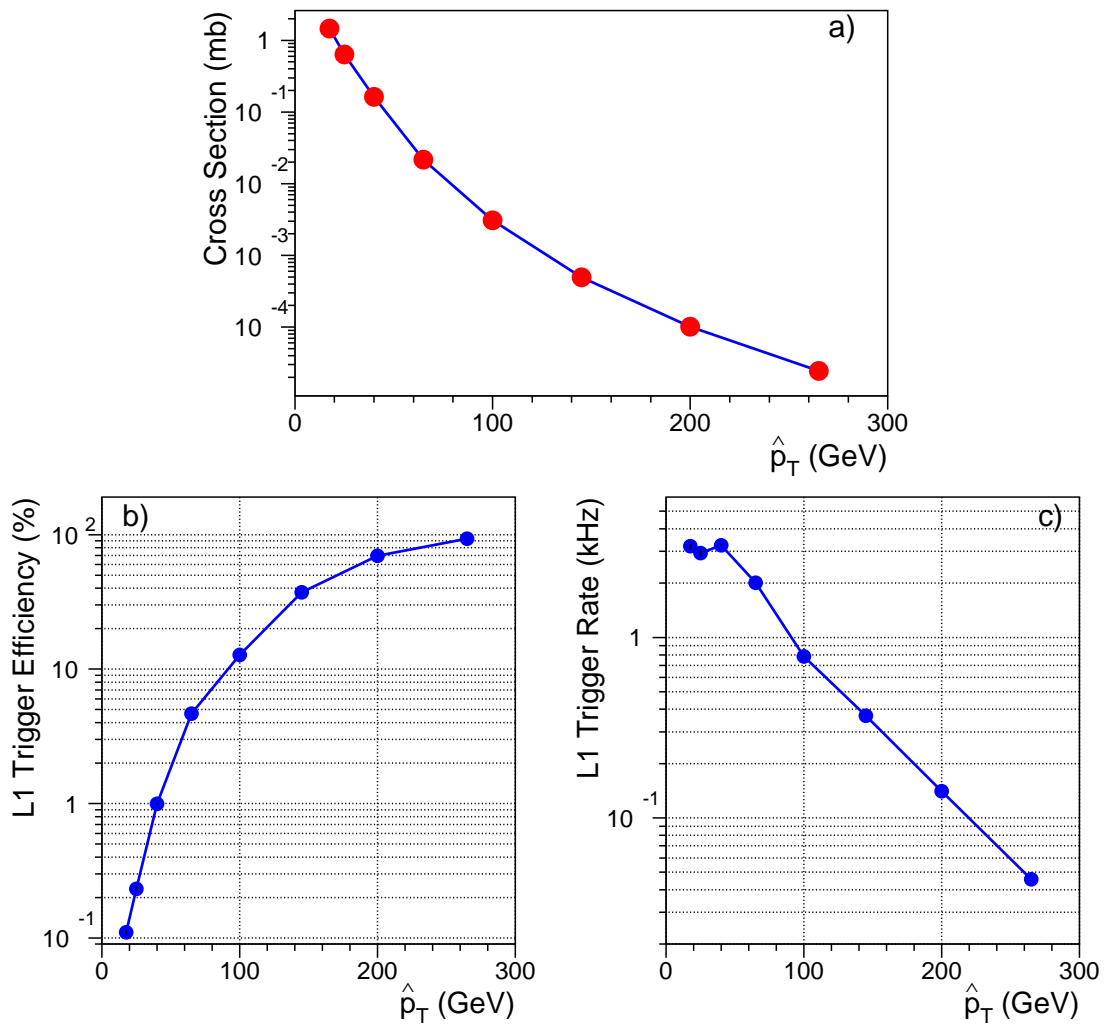 a)
Cross Section (mb)
1
10 -1
10 -2
10 -3
10 -4
0 100 200 300
p̂T (GeV)
b)
L1 Trigger Efficiency (%)
10 2
10
1
10 -1
0 100 200 300
p̂T (GeV)
c)
L1 Trigger Rate (kHz)
1
10 -1
0 100 200 300
p̂T (GeV)